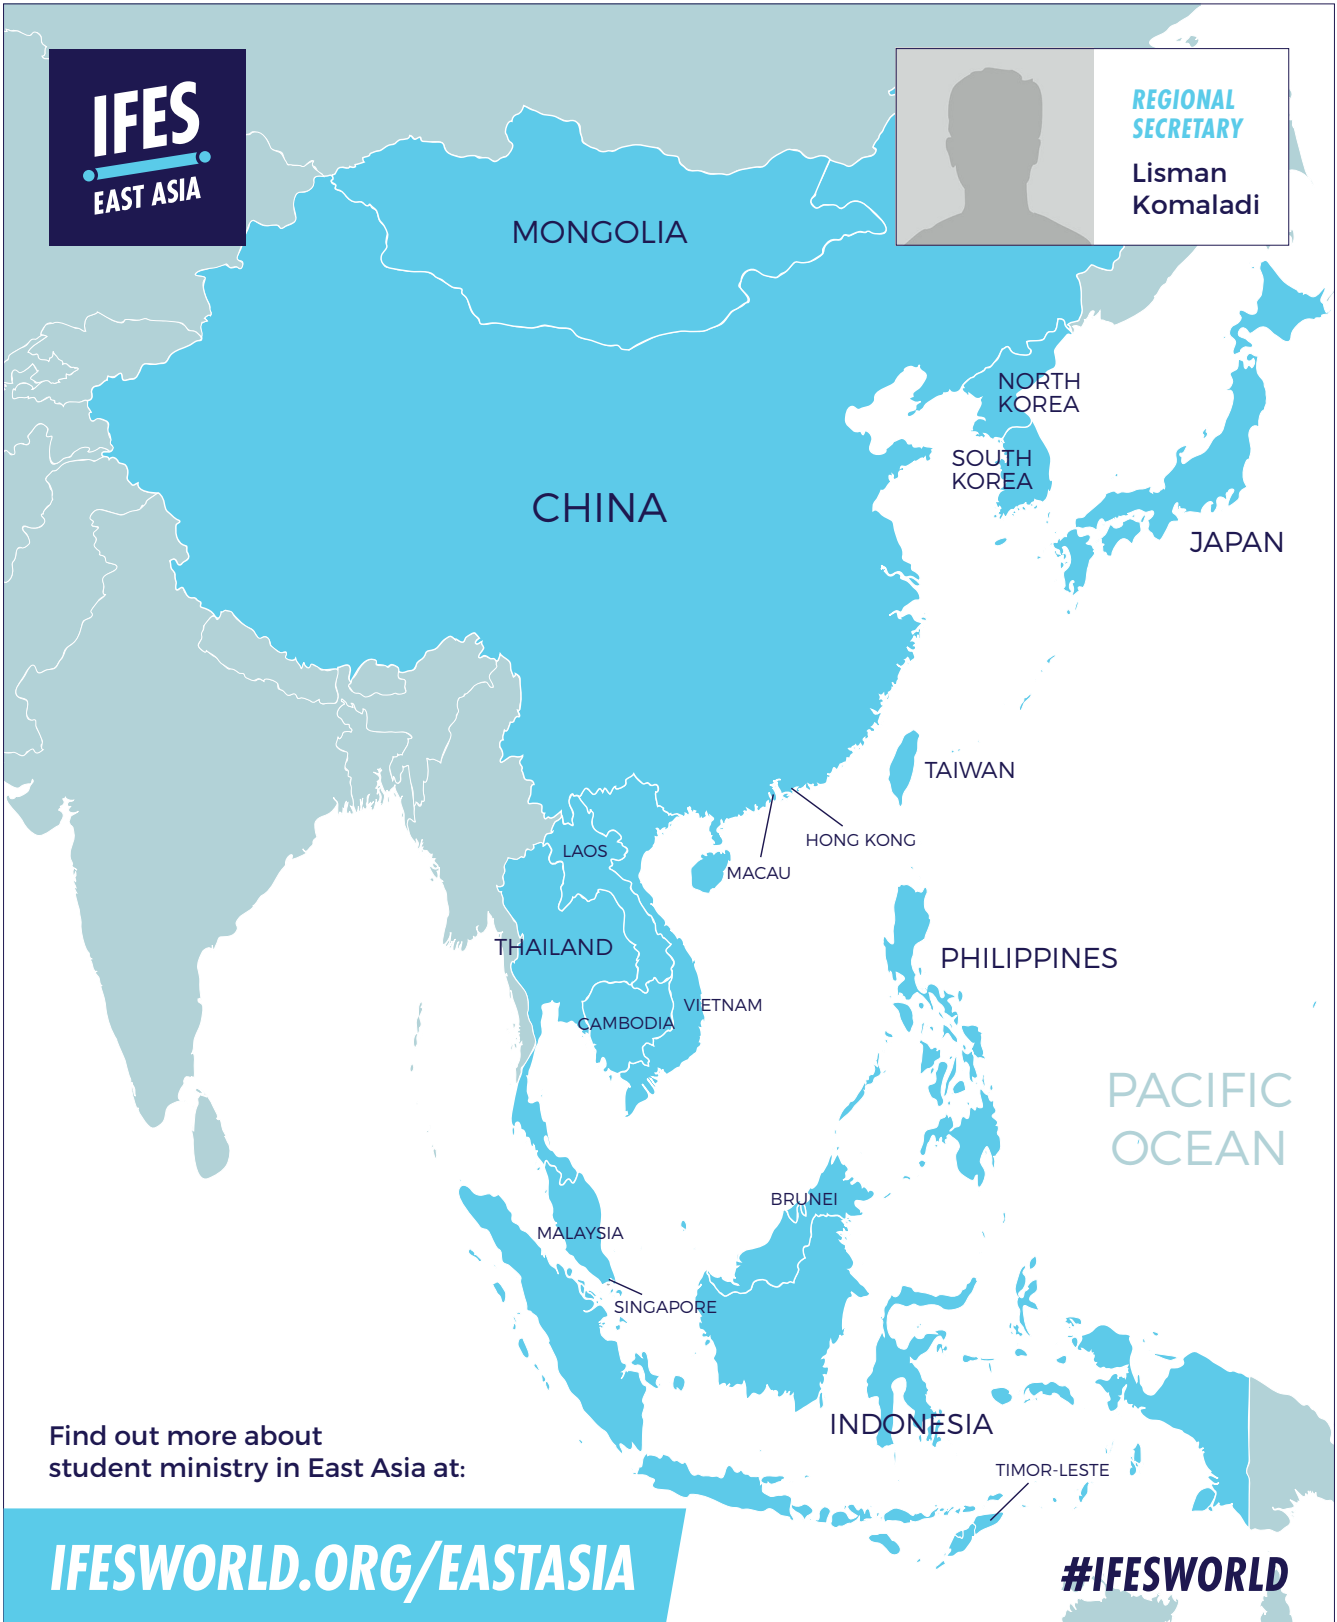 IFES
EAST ASIA
REGIONAL
SECRETARY
Lisman
Komaladi
MONGOLIA
NORTH
KOREA
SOUTH
KOREA
CHINA
JAPAN
TAIWAN
HONG KONG
LAOS
MACAU
THAILAND
PHILIPPINES
VIETNAM
CAMBODIA
PACIFIC
OCEAN
BRUNEI
MALAYSIA
SINGAPORE
INDONESIA
TIMOR-LESTE
Find out more about
student ministry in East Asia at:
IFESWORLD.ORG/EASTASIA
#IFESWORLD